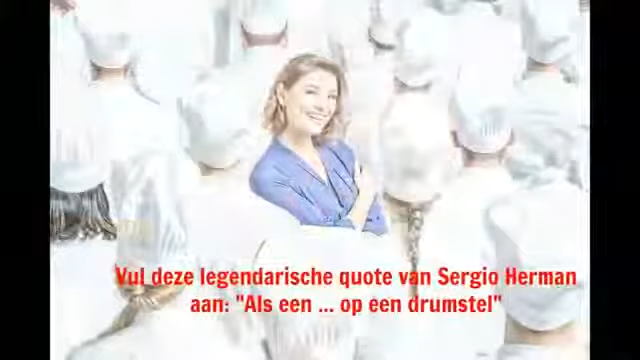 Vul deze legendarische quote van Sergio Herman
aan: "Als een ... op een drumstel"